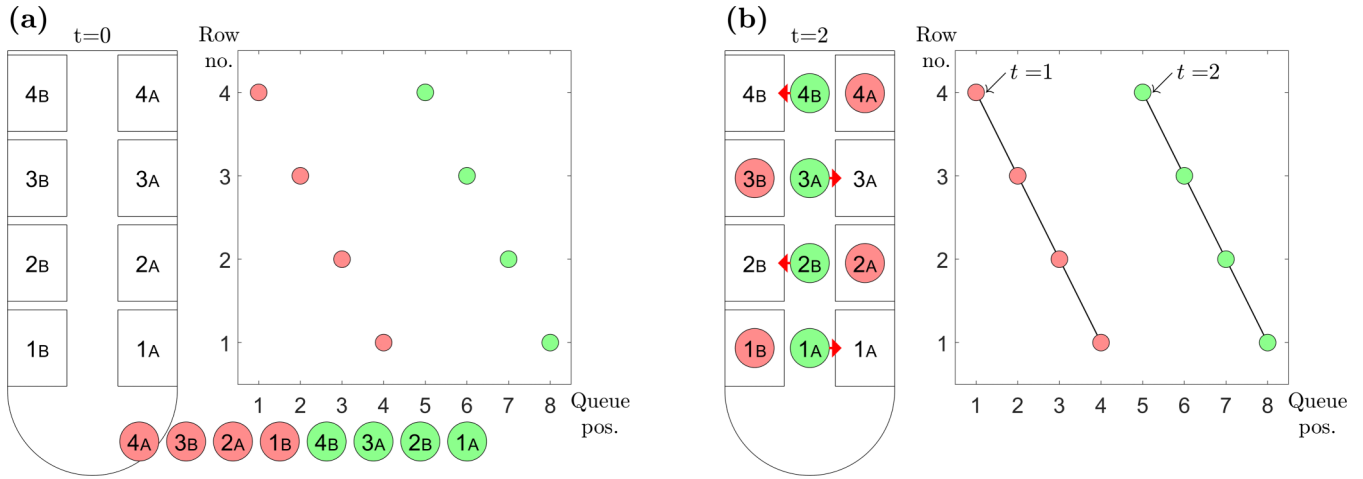 (a)
t=0
4B 4A
3B 3A
2B 2A
1B 1A
4A 3B 2A 1B 4B 3A 2B 1A
Row
no.
4
3
2
1
1 2 3 4 5 6 7 8
Queue
pos.
(b)
t=2
4B 4B 4A
3B 3A 3A
2B 2B 2A
1B 1A 1A
Row
no.
t=1 t=2
4
3
2
1
1 2 3 4 5 6 7 8
Queue
pos.